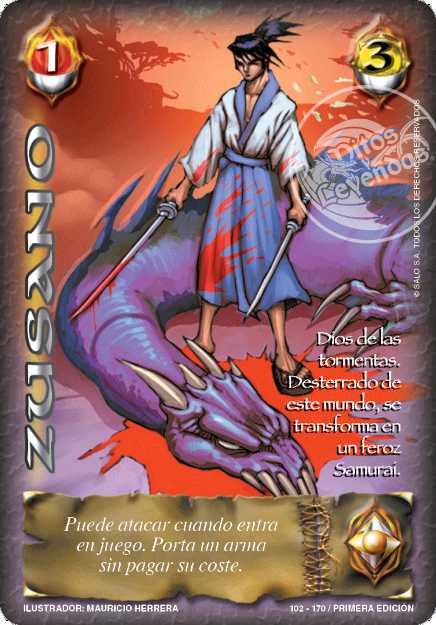 1
3
ZUSANO
Mitos
Leyendas
© SALO S.A. TODOS LOS DERECHOS RESERVADOS
Dios de las
tormentas.
Desterrado de
este mundo, se
transforma en
un feroz
Samurai.
Puede atacar cuando entra
en juego. Porta un arma
sin pagar su coste.
ILUSTRADOR: MAURICIO HERRERA
102 - 170 / PRIMERA EDICIÓN